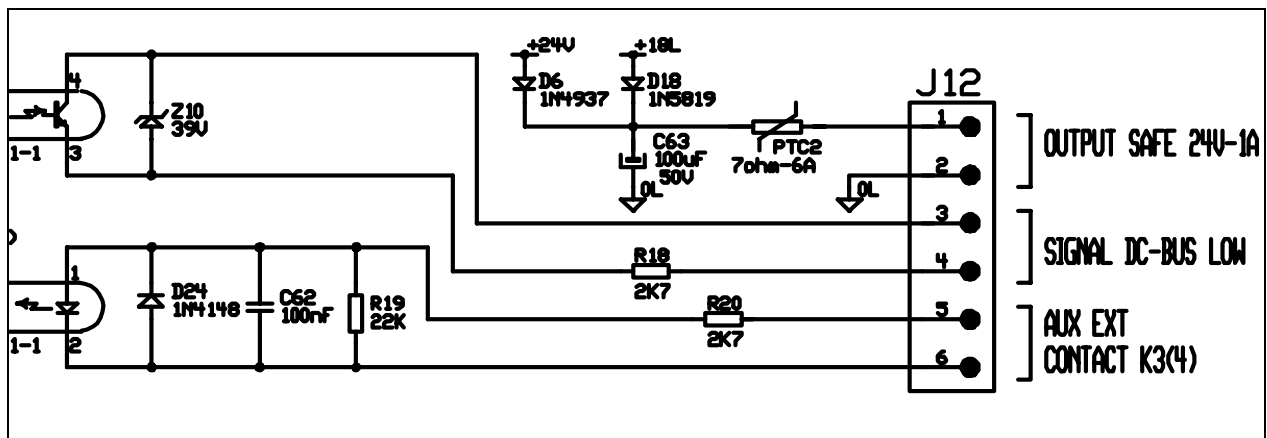 +24V
+18L
D6
1N4937
D18
1N5819
J12
4
Z10
39V
1-1
3
C63
100uF
50V
0L
PTC2
7ohm-6A
0L
1
2
3
4
5
6
OUTPUT SAFE 24V-1A
SIGNAL DC-BUS LOW
AUX EXT
CONTACT K3(4)
R18
2K7
R20
2K7
1
D24
1N4148
C62
100nF
R19
22K
1-1
2